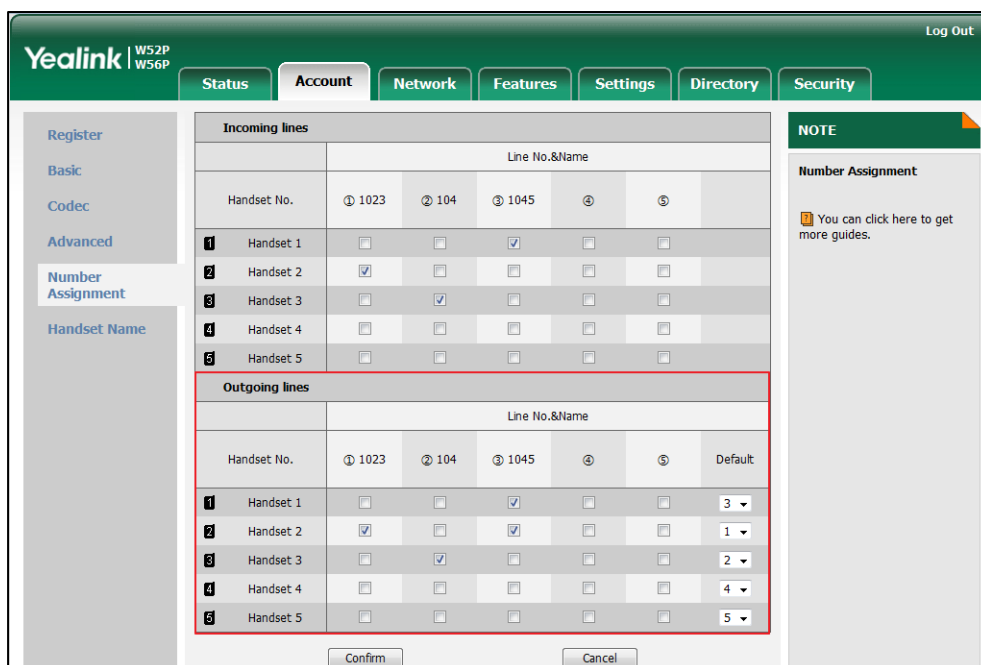 Log Out
Yealink | W52P W56P
Status Account Network Features Settings Directory Security
Register
Basic
Codec
Advanced
Number Assignment
Handset Name
Incoming lines
Line No.&Name
Handset No. ① 1023 ② 104 ③ 1045 ④ ⑤
1 Handset 1
2 Handset 2
3 Handset 3
4 Handset 4
5 Handset 5
Outgoing lines
Line No.&Name
Handset No. ① 1023 ② 104 ③ 1045 ④ ⑤ Default
1 Handset 1 3
2 Handset 2 1
3 Handset 3 2
4 Handset 4 4
5 Handset 5 5
Confirm Cancel
NOTE
Number Assignment
? You can click here to get
more guides.